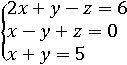 2x + y − z = 6
x − y + z = 0
x + y = 5